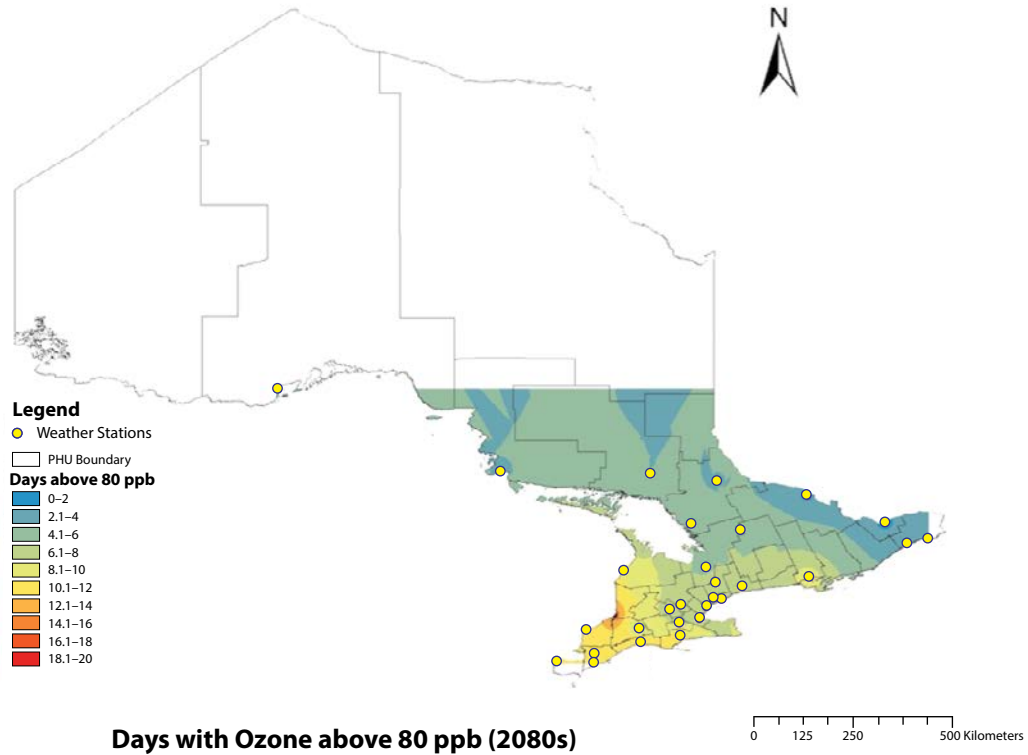 N
Legend
Weather Stations
PHU Boundary
Days above 80 ppb
0–2
2.1–4
4.1–6
6.1–8
8.1–10
10.1–12
12.1–14
14.1–16
16.1–18
18.1–20
Days with Ozone above 80 ppb (2080s)
0 125 250 500 Kilometers